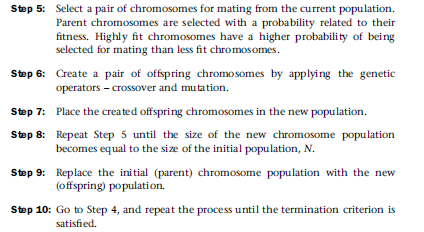 Step 5: Select a pair of chromosomes for mating from the current population.
Parent chromosomes are selected with a probability related to their
fitness. Highly fit chromosomes have a higher probability of being
selected for mating than less fit chromosomes.
Step 6: Create a pair of offspring chromosomes by applying the genetic
operators – crossover and mutation.
Step 7: Place the created offspring chromosomes in the new population.
Step 8: Repeat Step 5 until the size of the new chromosome population
becomes equal to the size of the initial population, N.
Step 9: Replace the initial (parent) chromosome population with the new
(offspring) population.
Step 10: Go to Step 4, and repeat the process until the termination criterion is
satisfied.